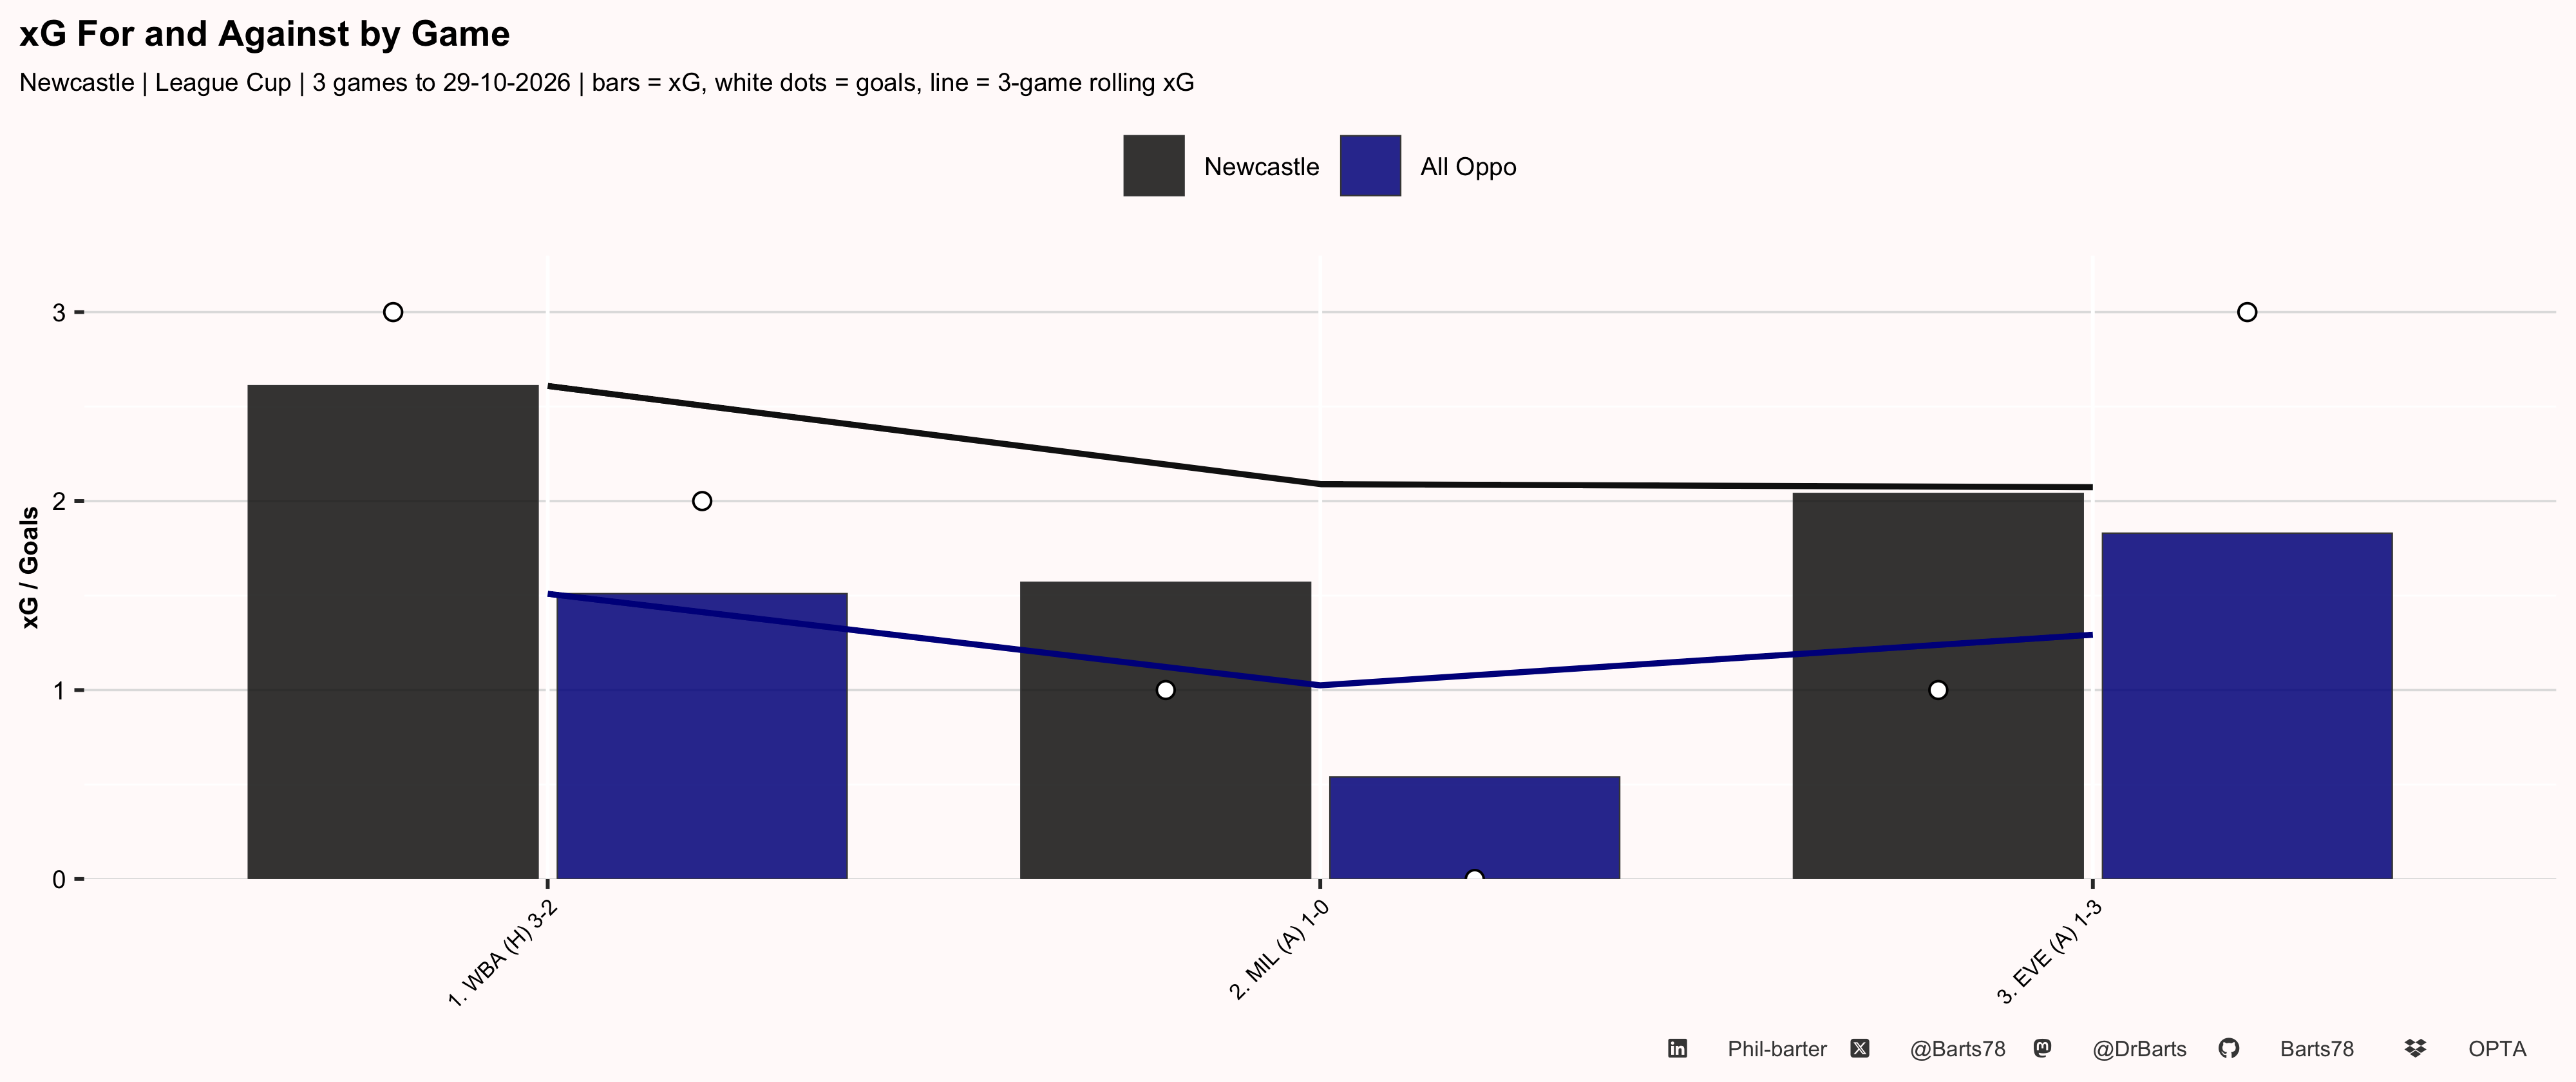 xG For and Against by Game
Newcastle | League Cup | 3 games to 29-10-2026 | bars = xG, white dots = goals, line = 3-game rolling xG
Newcastle All Oppo
xG / Goals
3
2
1
0
1. WBA (H) 3-2
2. MIL (A) 1-0
3. EVE (A) 1-3
Phil-barter @Barts78 @DrBarts Barts78 OPTA